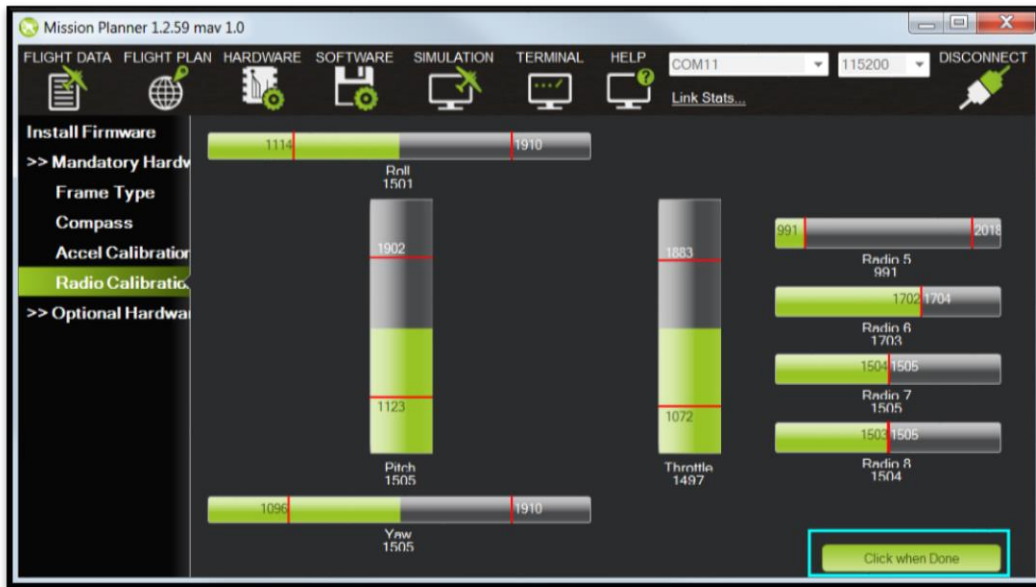 Mission Planner 1.2.59 mav 1.0
FLIGHT DATA FLIGHT PLAN HARDWARE SOFTWARE SIMULATION TERMINAL HELP COM11 115200 DISCONNECT
Link Stats...
Install Firmware
>> Mandatory Hardw
Frame Type
Compass
Accel Calibration
Radio Calibratio
>> Optional Hardwa
1114 1910
Roll
1501
1902
1123
Pitch
1505
1883
1072
Throttle
1497
1096 1910
Yaw
1505
991 2018
Radio 5
991
1702 1704
Radio 6
1703
1504 1505
Radio 7
1505
1503 1505
Radio 8
1504
Click when Done